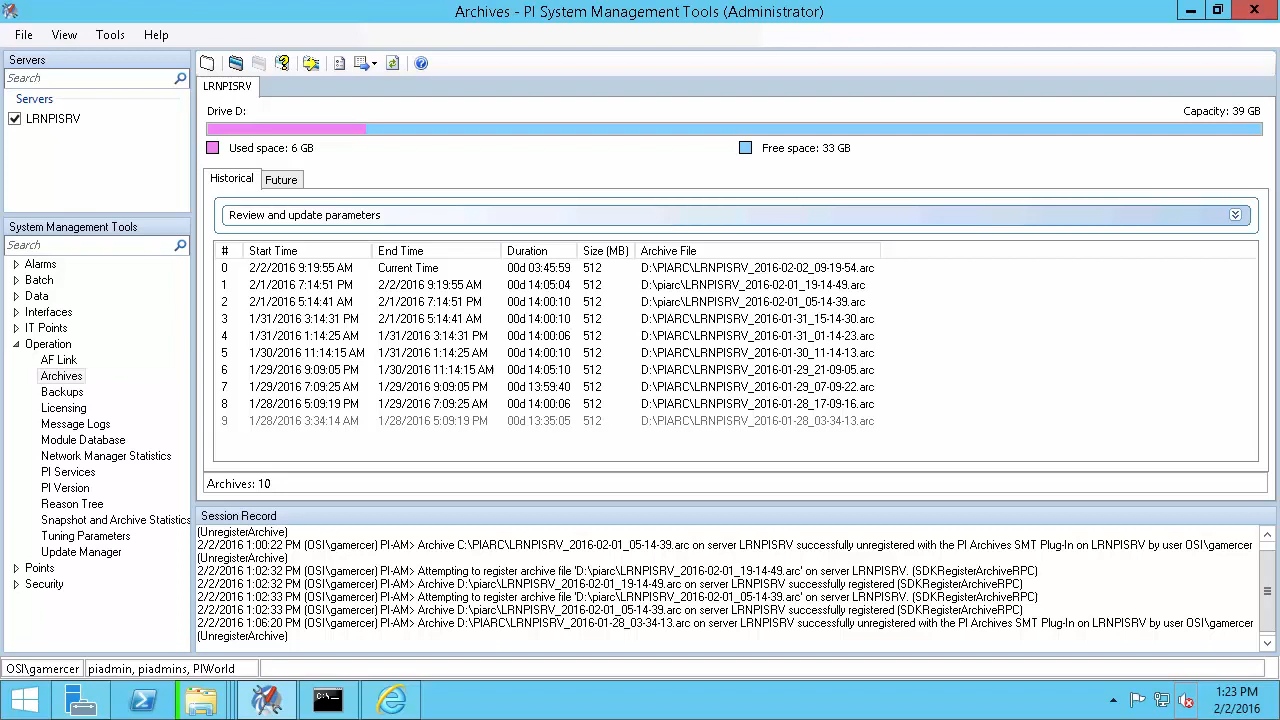 Archives - PI System Management Tools (Administrator)
File View Tools Help
Servers
Search
Servers
LRNPISRV
System Management Tools
Search
Alarms
Batch
Data
Interfaces
IT Points
Operation
AF Link
Archives
Backups
Licensing
Message Logs
Module Database
Network Manager Statistics
PI Services
PI Version
Reason Tree
Snapshot and Archive Statistics
Tuning Parameters
Update Manager
Points
Security
LRNPISRV
Drive D: Capacity: 39 GB
Used space: 6 GB Free space: 33 GB
Historical Future
Review and update parameters
# Start Time End Time Duration Size (MB) Archive File
0 2/2/2016 9:19:55 AM Current Time 00d 03:45:59 512 D:\PIARC\LRNPISRV_2016-02-02_09-19-54.arc
1 2/1/2016 7:14:51 PM 2/2/2016 9:19:55 AM 00d 14:05:04 512 D:\piarc\LRNPISRV_2016-02-01_19-14-49.arc
2 2/1/2016 5:14:41 AM 2/1/2016 7:14:51 PM 00d 14:00:10 512 D:\piarc\LRNPISRV_2016-02-01_05-14-39.arc
3 1/31/2016 3:14:31 PM 2/1/2016 5:14:41 AM 00d 14:00:10 512 D:\PIARC\LRNPISRV_2016-01-31_15-14-30.arc
4 1/31/2016 1:14:25 AM 1/31/2016 3:14:31 PM 00d 14:00:06 512 D:\PIARC\LRNPISRV_2016-01-31_01-14-23.arc
5 1/30/2016 11:14:15 AM 1/31/2016 1:14:25 AM 00d 14:00:10 512 D:\PIARC\LRNPISRV_2016-01-30_11-14-13.arc
6 1/29/2016 9:09:05 PM 1/30/2016 11:14:15 AM 00d 14:05:10 512 D:\PIARC\LRNPISRV_2016-01-29_21-09-05.arc
7 1/29/2016 7:09:25 AM 1/29/2016 9:09:05 PM 00d 13:59:40 512 D:\PIARC\LRNPISRV_2016-01-29_07-09-22.arc
8 1/28/2016 5:09:19 PM 1/29/2016 7:09:25 AM 00d 14:00:06 512 D:\PIARC\LRNPISRV_2016-01-28_17-09-16.arc
9 1/28/2016 3:34:14 AM 1/28/2016 5:09:19 PM 00d 13:35:05 512 D:\PIARC\LRNPISRV_2016-01-28_03-34-13.arc
Archives: 10
Session Record
(UnregisterArchive)
2/2/2016 1:00:22 PM (OSI\gamercer) PI-AM> Archive C:\PIARC\LRNPISRV_2016-02-01_05-14-39.arc on server LRNPISRV successfully unregistered with the PI Archives SMT Plug-In on LRNPISRV by user OSI\gamercer
(UnregisterArchive)
2/2/2016 1:02:32 PM (OSI\gamercer) PI-AM> Attempting to register archive file 'D:\piarc\LRNPISRV_2016-02-01_19-14-49.arc' on server LRNPISRV. (SDKRegisterArchiveRPC)
2/2/2016 1:02:32 PM (OSI\gamercer) PI-AM> Archive D:\piarc\LRNPISRV_2016-02-01_19-14-49.arc on server LRNPISRV successfully registered (SDKRegisterArchiveRPC)
2/2/2016 1:02:33 PM (OSI\gamercer) PI-AM> Attempting to register archive file 'D:\piarc\LRNPISRV_2016-02-01_05-14-39.arc' on server LRNPISRV. (SDKRegisterArchiveRPC)
2/2/2016 1:02:33 PM (OSI\gamercer) PI-AM> Archive D:\piarc\LRNPISRV_2016-02-01_05-14-39.arc on server LRNPISRV successfully registered (SDKRegisterArchiveRPC)
2/2/2016 1:06:20 PM (OSI\gamercer) PI-AM> Archive D:\PIARC\LRNPISRV_2016-01-28_03-34-13.arc on server LRNPISRV successfully unregistered with the PI Archives SMT Plug-In on LRNPISRV by user OSI\gamercer
(UnregisterArchive)
OSI\gamercer piadmin, piadmins, PIWorld
C:\
1:23 PM
2/2/2016